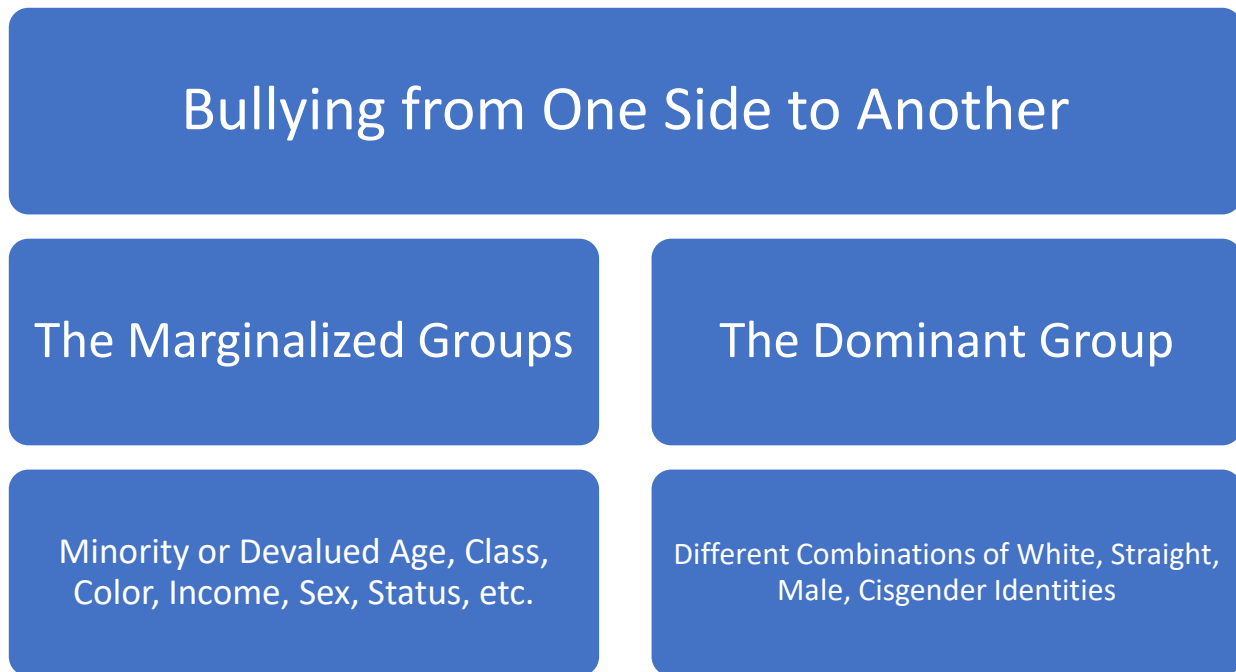 Bullying from One Side to Another
The Marginalized Groups
The Dominant Group
Minority or Devalued Age, Class,
Color, Income, Sex, Status, etc.
Different Combinations of White, Straight,
Male, Cisgender Identities